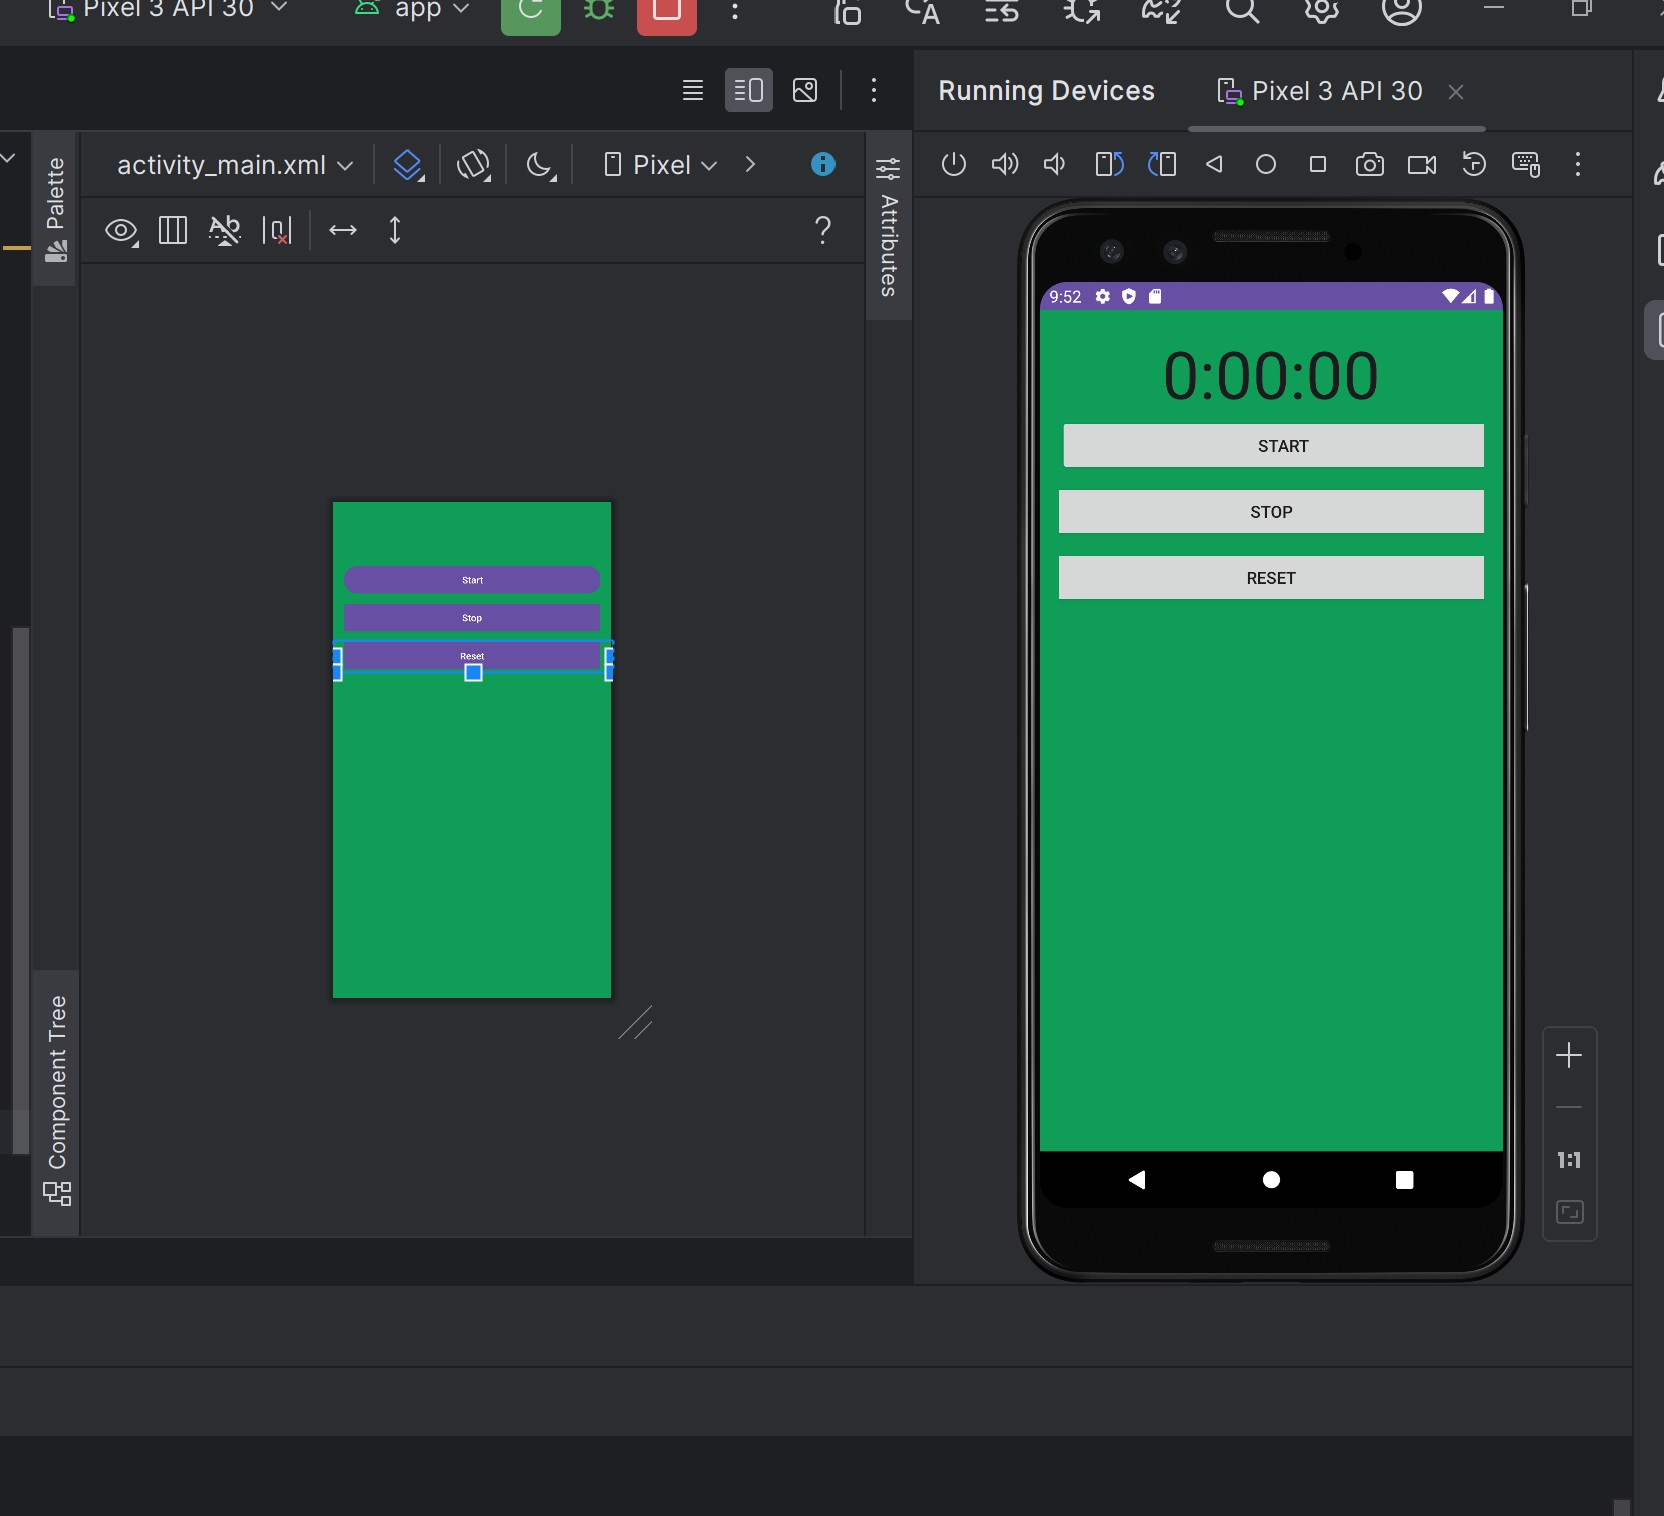 Pixel 3 API 30
app
Running Devices
Pixel 3 API 30
Palette
activity_main.xml
Pixel
Attributes
Ab
?
9:52
0:00:00
START
STOP
RESET
Start
Stop
Reset
Component Tree
1:1